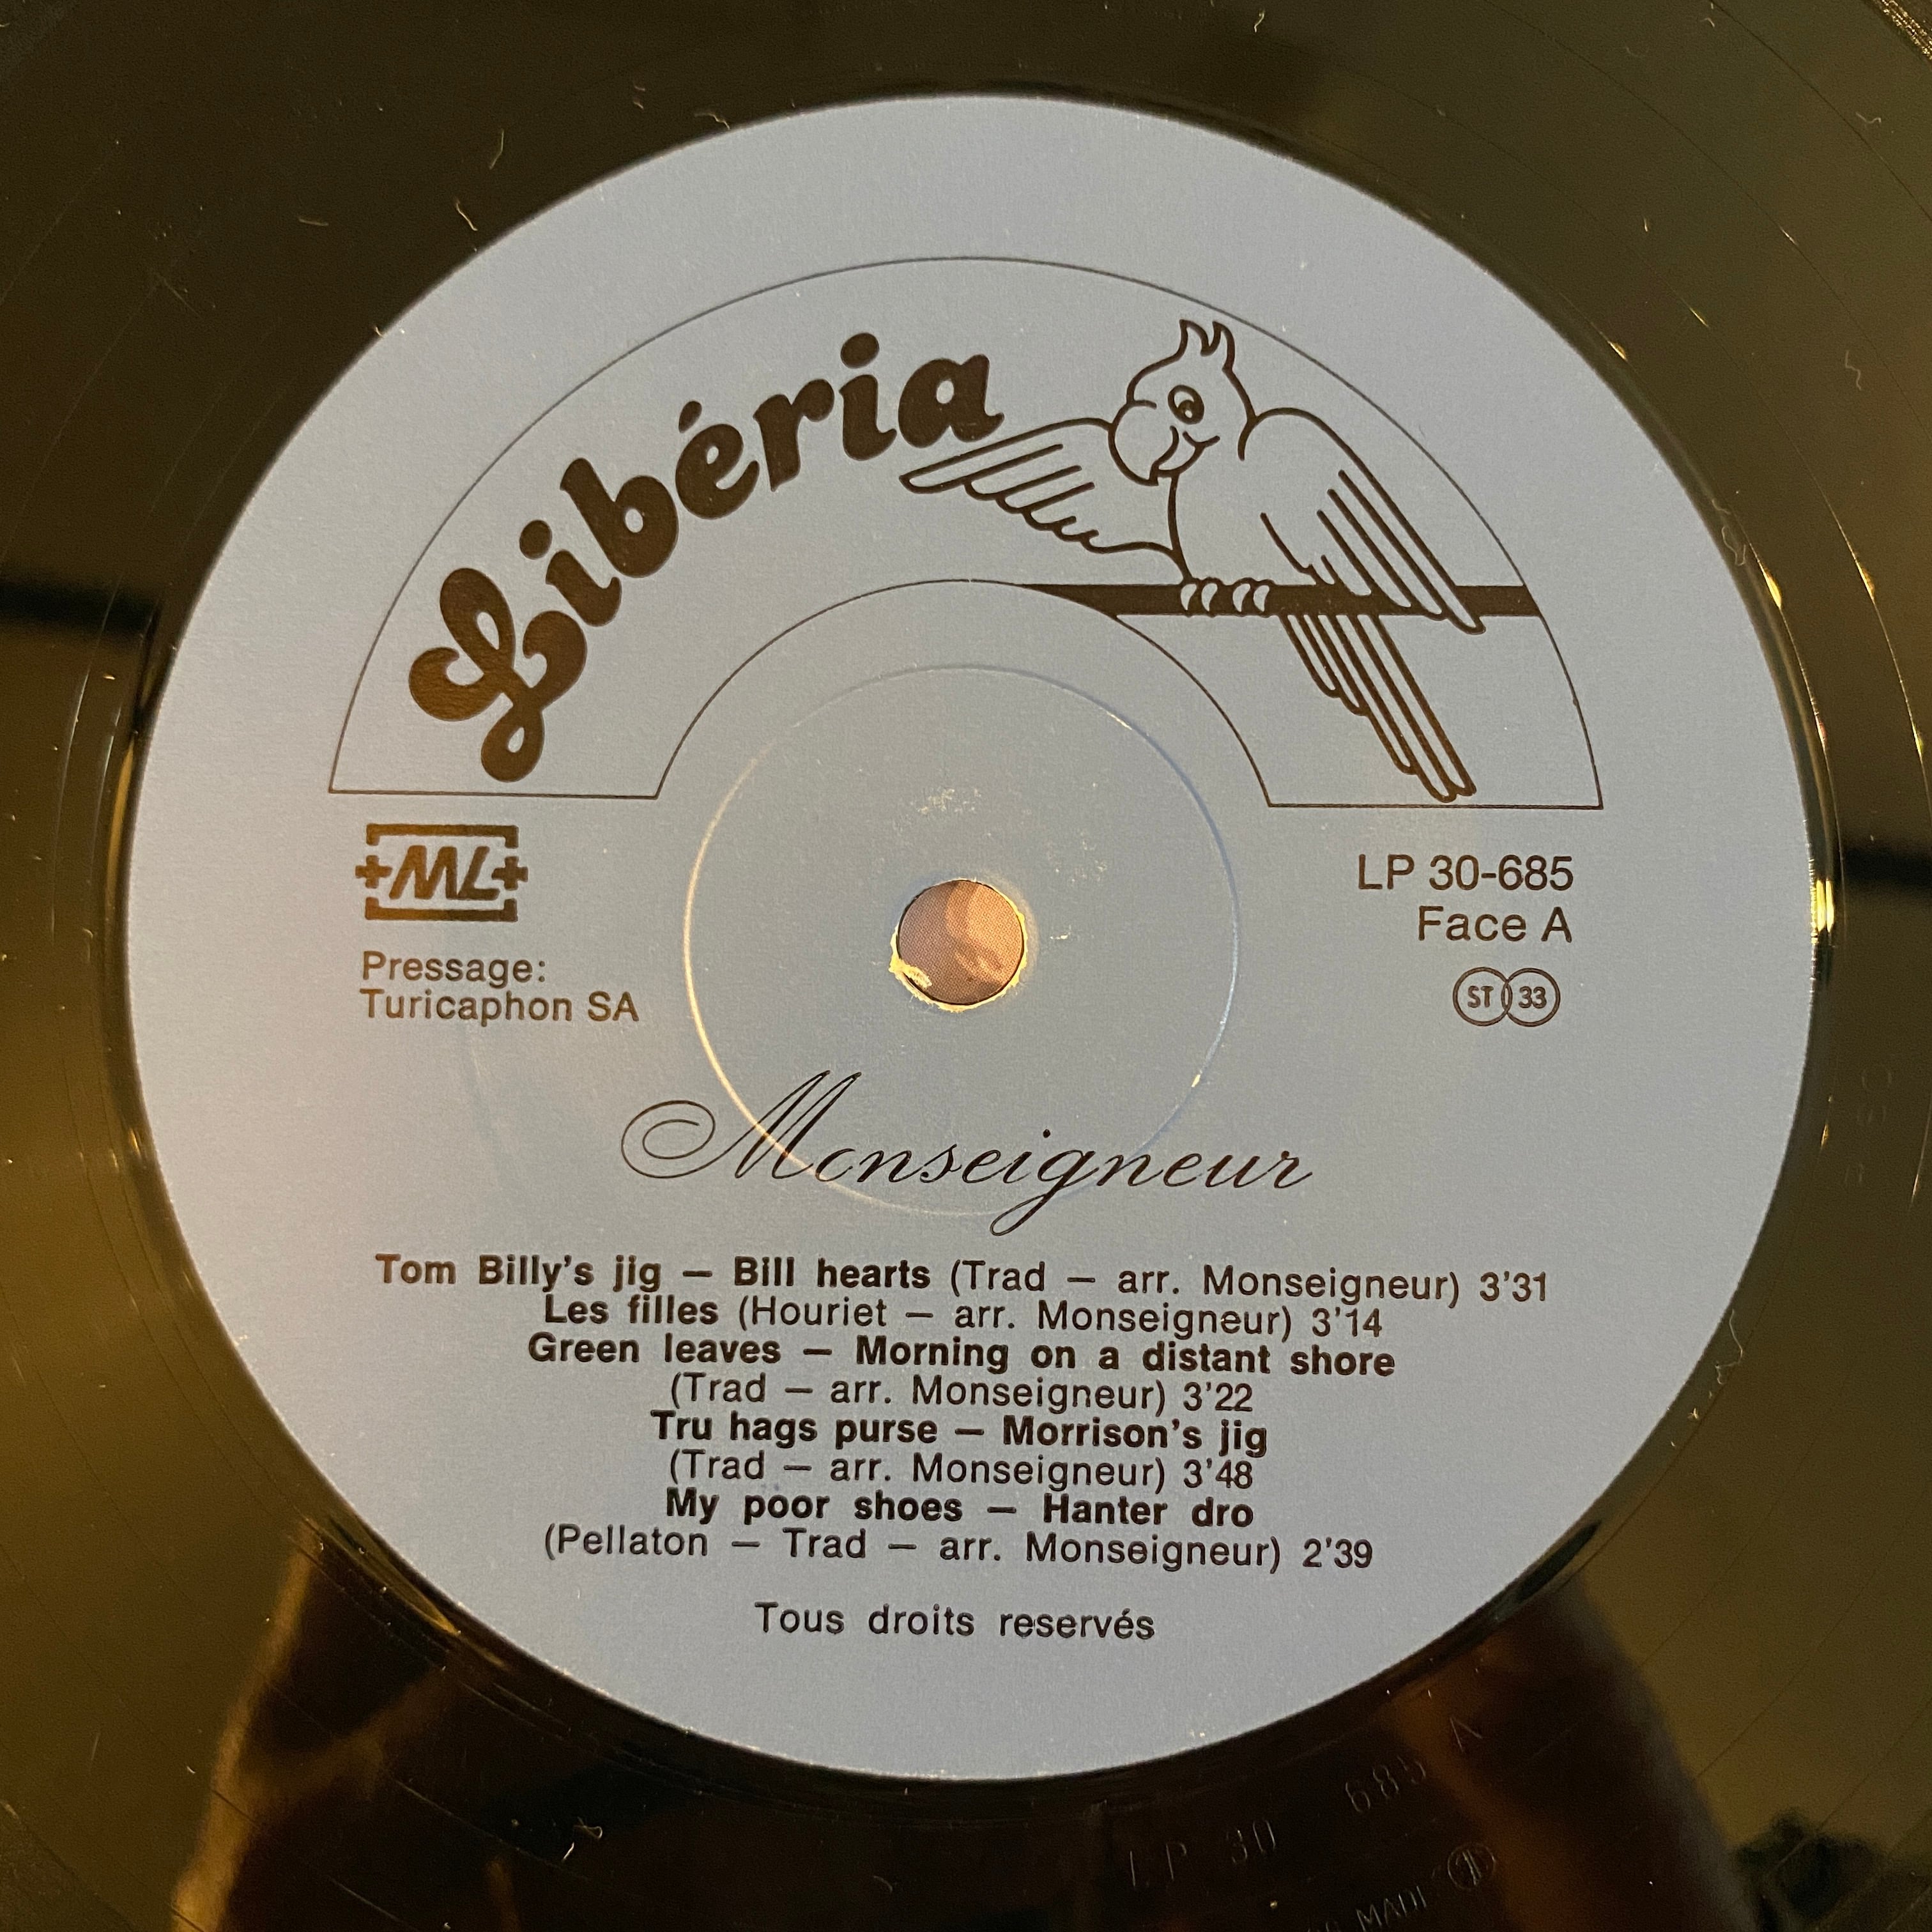 Libéria
+ML+
Pressage:
Turicaphon SA
LP 30-685
Face A
ST 33
Monseigneur
Tom Billy's jig — Bill hearts (Trad — arr. Monseigneur) 3'31
Les filles (Houriet — arr. Monseigneur) 3'14
Green leaves — Morning on a distant shore
(Trad — arr. Monseigneur) 3'22
Tru hags purse — Morrison's jig
(Trad — arr. Monseigneur) 3'48
My poor shoes — Hanter dro
(Pellaton — Trad — arr. Monseigneur) 2'39
Tous droits reservés
LP 30 685 A